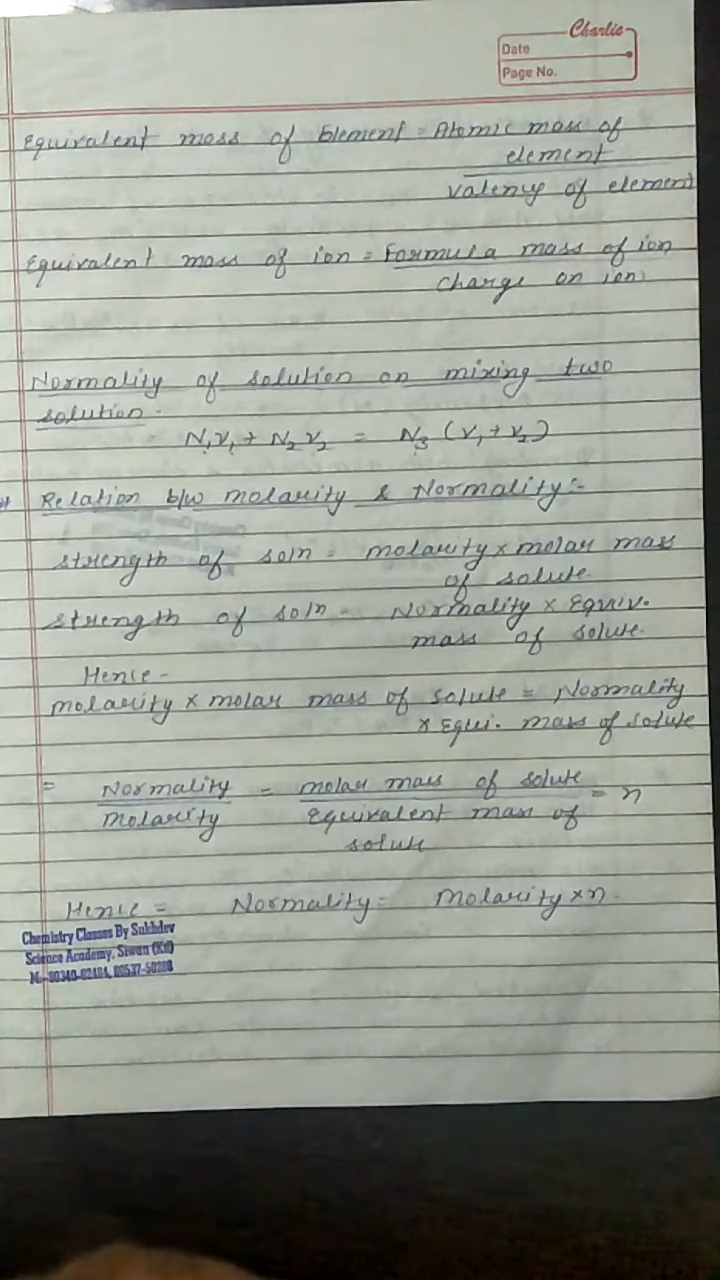 Charlie
Date
Page No.
Equivalent mass of Element = Atomic mass of
element
valency of element
Equivalent mass of ion = Formula mass of ion
charge on ion
Normality of solution on mixing two
solution.
N₁V₁ + N₂V₂ = N₃ (V₁ + V₂)
Relation b/w molarity & Normality :-
strength of soln = molarity x molar mass
of solute.
strength of soln = Normality x Equiv.
mass of solute.
Hence -
molarity x molar mass of solute = Normality
x Equi. mass of solute
= Normality = molar mass of solute = n
Molarity Equivalent mass of
solute
Hence = Normality = Molarity x n.
Chemistry Classes By Sukhdev
Science Academy, Siwan